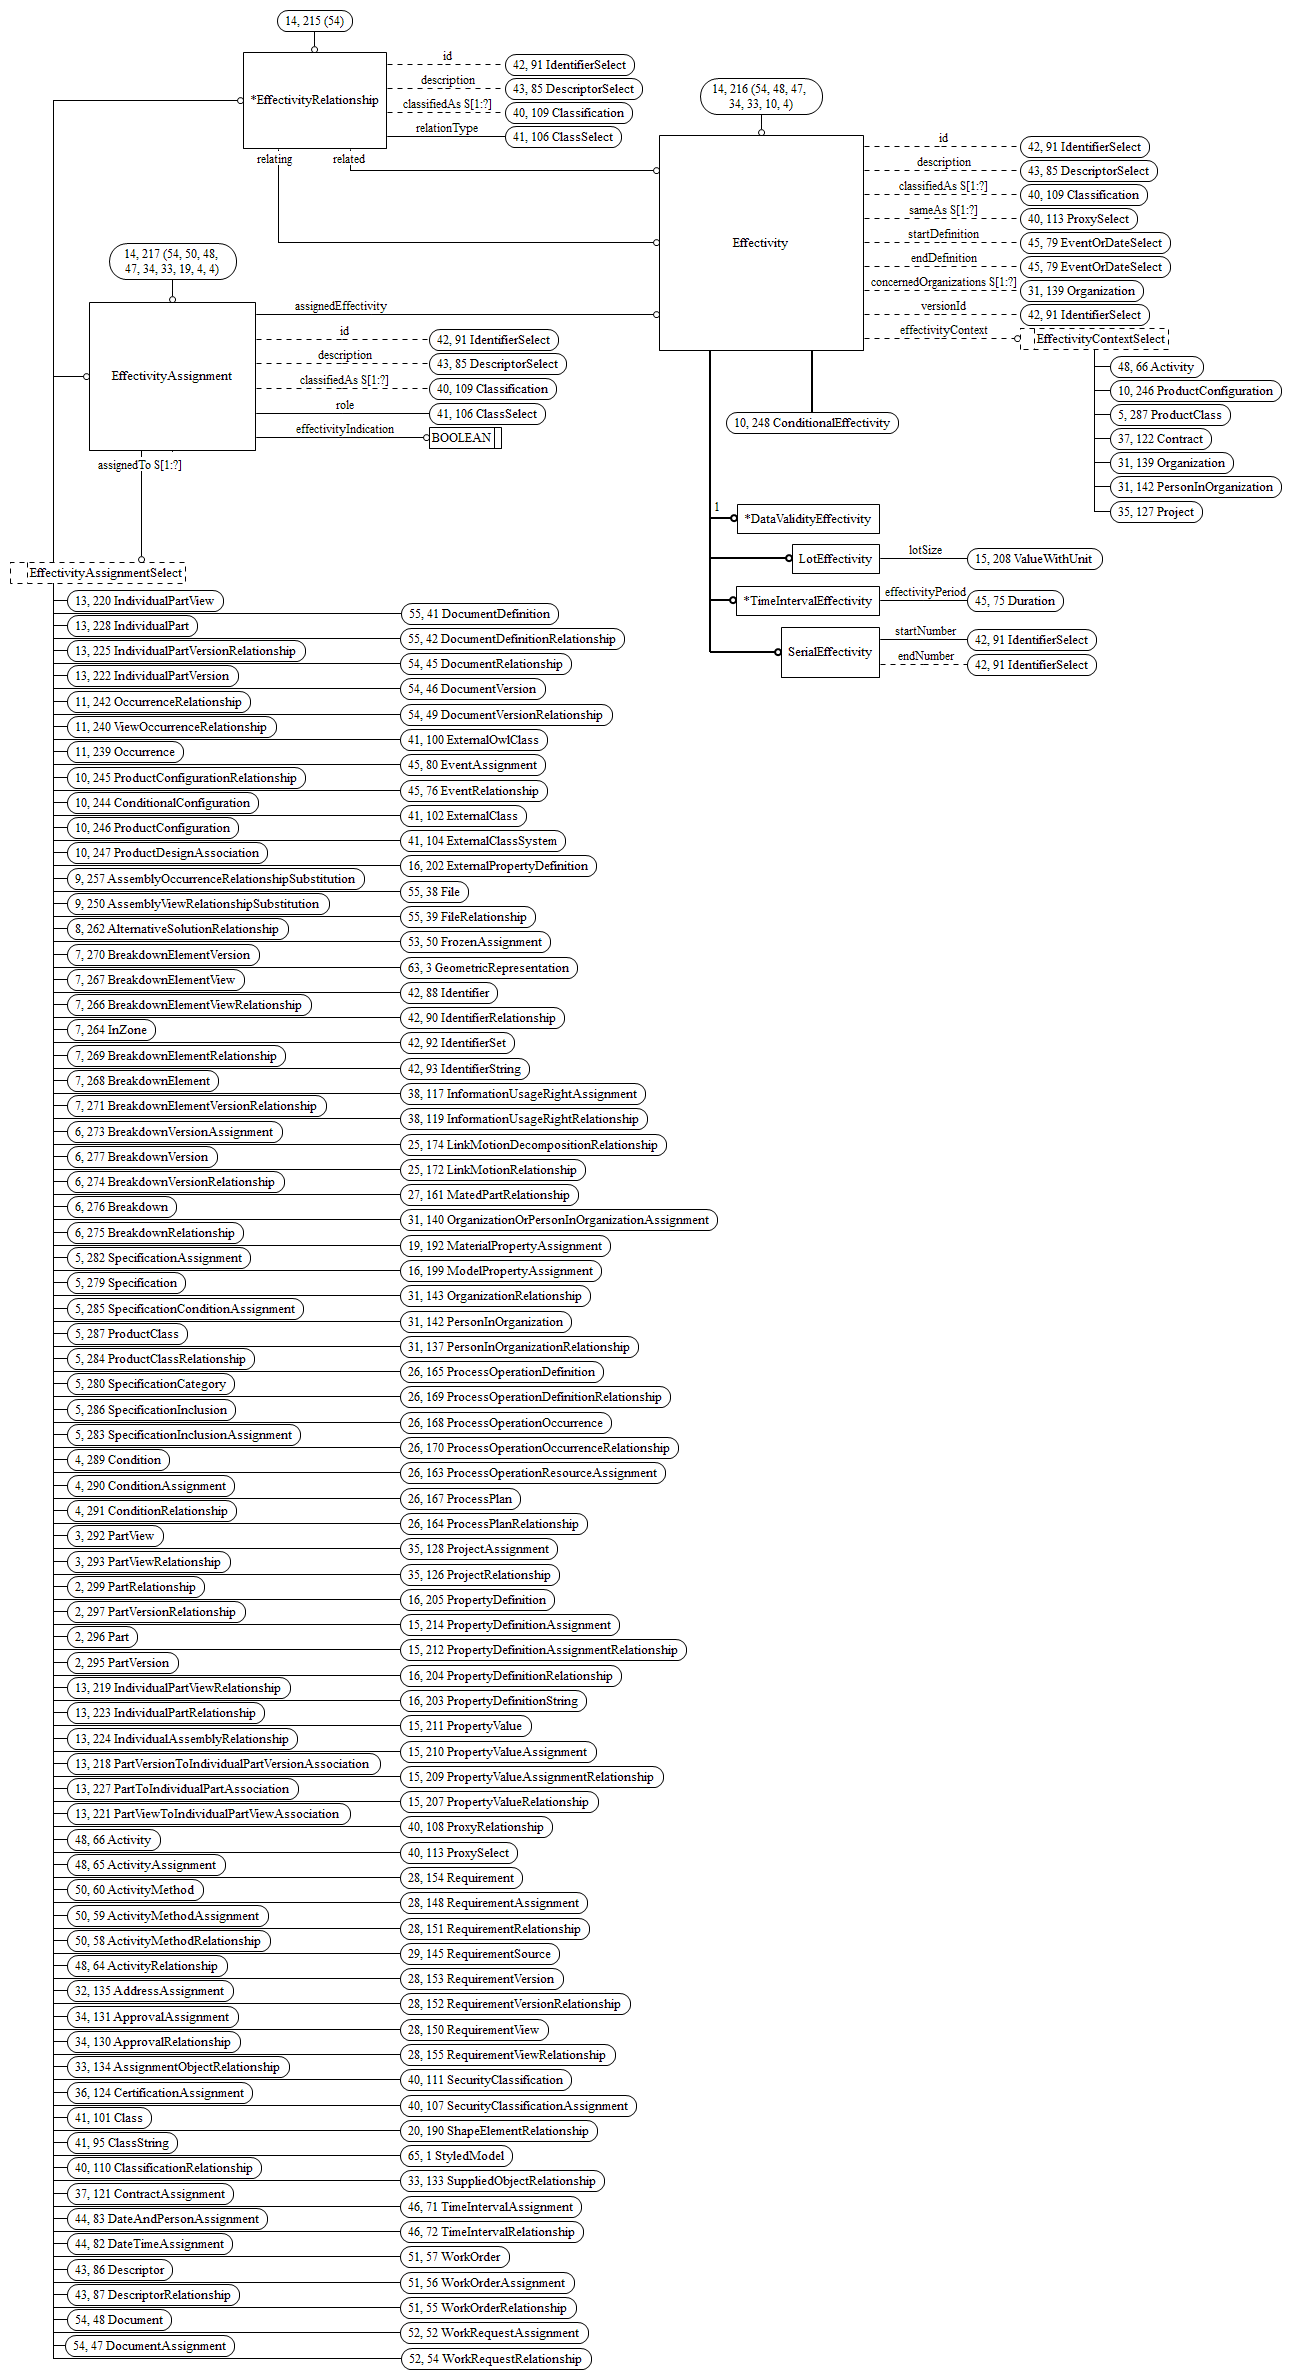 14, 215 (54)
*EffectivityRelationship
id
42, 91 IdentifierSelect
description
43, 85 DescriptorSelect
classifiedAs S[1:?]
40, 109 Classification
relationType
41, 106 ClassSelect
relating
related
14, 216 (54, 48, 47,
34, 33, 10, 4)
Effectivity
id
42, 91 IdentifierSelect
description
43, 85 DescriptorSelect
classifiedAs S[1:?]
40, 109 Classification
sameAs S[1:?]
40, 113 ProxySelect
startDefinition
45, 79 EventOrDateSelect
endDefinition
45, 79 EventOrDateSelect
concernedOrganizations S[1:?]
31, 139 Organization
versionId
42, 91 IdentifierSelect
effectivityContext
EffectivityContextSelect
48, 66 Activity
10, 246 ProductConfiguration
5, 287 ProductClass
37, 122 Contract
31, 139 Organization
31, 142 PersonInOrganization
35, 127 Project
14, 217 (54, 50, 48,
47, 34, 33, 19, 4, 4)
EffectivityAssignment
assignedEffectivity
id
42, 91 IdentifierSelect
description
43, 85 DescriptorSelect
classifiedAs S[1:?]
40, 109 Classification
role
41, 106 ClassSelect
effectivityIndication
BOOLEAN
assignedTo S[1:?]
10, 248 ConditionalEffectivity
1
*DataValidityEffectivity
LotEffectivity
lotSize
15, 208 ValueWithUnit
*TimeIntervalEffectivity
effectivityPeriod
45, 75 Duration
SerialEffectivity
startNumber
42, 91 IdentifierSelect
endNumber
42, 91 IdentifierSelect
EffectivityAssignmentSelect
13, 220 IndividualPartView
13, 228 IndividualPart
13, 225 IndividualPartVersionRelationship
13, 222 IndividualPartVersion
11, 242 OccurrenceRelationship
11, 240 ViewOccurrenceRelationship
11, 239 Occurrence
10, 245 ProductConfigurationRelationship
10, 244 ConditionalConfiguration
10, 246 ProductConfiguration
10, 247 ProductDesignAssociation
9, 257 AssemblyOccurrenceRelationshipSubstitution
9, 250 AssemblyViewRelationshipSubstitution
8, 262 AlternativeSolutionRelationship
7, 270 BreakdownElementVersion
7, 267 BreakdownElementView
7, 266 BreakdownElementViewRelationship
7, 264 InZone
7, 269 BreakdownElementRelationship
7, 268 BreakdownElement
7, 271 BreakdownElementVersionRelationship
6, 273 BreakdownVersionAssignment
6, 277 BreakdownVersion
6, 274 BreakdownVersionRelationship
6, 276 Breakdown
6, 275 BreakdownRelationship
5, 282 SpecificationAssignment
5, 279 Specification
5, 285 SpecificationConditionAssignment
5, 287 ProductClass
5, 284 ProductClassRelationship
5, 280 SpecificationCategory
5, 286 SpecificationInclusion
5, 283 SpecificationInclusionAssignment
4, 289 Condition
4, 290 ConditionAssignment
4, 291 ConditionRelationship
3, 292 PartView
3, 293 PartViewRelationship
2, 299 PartRelationship
2, 297 PartVersionRelationship
2, 296 Part
2, 295 PartVersion
13, 219 IndividualPartViewRelationship
13, 223 IndividualPartRelationship
13, 224 IndividualAssemblyRelationship
13, 218 PartVersionToIndividualPartVersionAssociation
13, 227 PartToIndividualPartAssociation
13, 221 PartViewToIndividualPartViewAssociation
48, 66 Activity
48, 65 ActivityAssignment
50, 60 ActivityMethod
50, 59 ActivityMethodAssignment
50, 58 ActivityMethodRelationship
48, 64 ActivityRelationship
32, 135 AddressAssignment
34, 131 ApprovalAssignment
34, 130 ApprovalRelationship
33, 134 AssignmentObjectRelationship
36, 124 CertificationAssignment
41, 101 Class
41, 95 ClassString
40, 110 ClassificationRelationship
37, 121 ContractAssignment
44, 83 DateAndPersonAssignment
44, 82 DateTimeAssignment
43, 86 Descriptor
43, 87 DescriptorRelationship
54, 48 Document
54, 47 DocumentAssignment
55, 41 DocumentDefinition
55, 42 DocumentDefinitionRelationship
54, 45 DocumentRelationship
54, 46 DocumentVersion
54, 49 DocumentVersionRelationship
41, 100 ExternalOwlClass
45, 80 EventAssignment
45, 76 EventRelationship
41, 102 ExternalClass
41, 104 ExternalClassSystem
16, 202 ExternalPropertyDefinition
55, 38 File
55, 39 FileRelationship
53, 50 FrozenAssignment
63, 3 GeometricRepresentation
42, 88 Identifier
42, 90 IdentifierRelationship
42, 92 IdentifierSet
42, 93 IdentifierString
38, 117 InformationUsageRightAssignment
38, 119 InformationUsageRightRelationship
25, 174 LinkMotionDecompositionRelationship
25, 172 LinkMotionRelationship
27, 161 MatedPartRelationship
31, 140 OrganizationOrPersonInOrganizationAssignment
19, 192 MaterialPropertyAssignment
16, 199 ModelPropertyAssignment
31, 143 OrganizationRelationship
31, 142 PersonInOrganization
31, 137 PersonInOrganizationRelationship
26, 165 ProcessOperationDefinition
26, 169 ProcessOperationDefinitionRelationship
26, 168 ProcessOperationOccurrence
26, 170 ProcessOperationOccurrenceRelationship
26, 163 ProcessOperationResourceAssignment
26, 167 ProcessPlan
26, 164 ProcessPlanRelationship
35, 128 ProjectAssignment
35, 126 ProjectRelationship
16, 205 PropertyDefinition
15, 214 PropertyDefinitionAssignment
15, 212 PropertyDefinitionAssignmentRelationship
16, 204 PropertyDefinitionRelationship
16, 203 PropertyDefinitionString
15, 211 PropertyValue
15, 210 PropertyValueAssignment
15, 209 PropertyValueAssignmentRelationship
15, 207 PropertyValueRelationship
40, 108 ProxyRelationship
40, 113 ProxySelect
28, 154 Requirement
28, 148 RequirementAssignment
28, 151 RequirementRelationship
29, 145 RequirementSource
28, 153 RequirementVersion
28, 152 RequirementVersionRelationship
28, 150 RequirementView
28, 155 RequirementViewRelationship
40, 111 SecurityClassification
40, 107 SecurityClassificationAssignment
20, 190 ShapeElementRelationship
65, 1 StyledModel
33, 133 SuppliedObjectRelationship
46, 71 TimeIntervalAssignment
46, 72 TimeIntervalRelationship
51, 57 WorkOrder
51, 56 WorkOrderAssignment
51, 55 WorkOrderRelationship
52, 52 WorkRequestAssignment
52, 54 WorkRequestRelationship